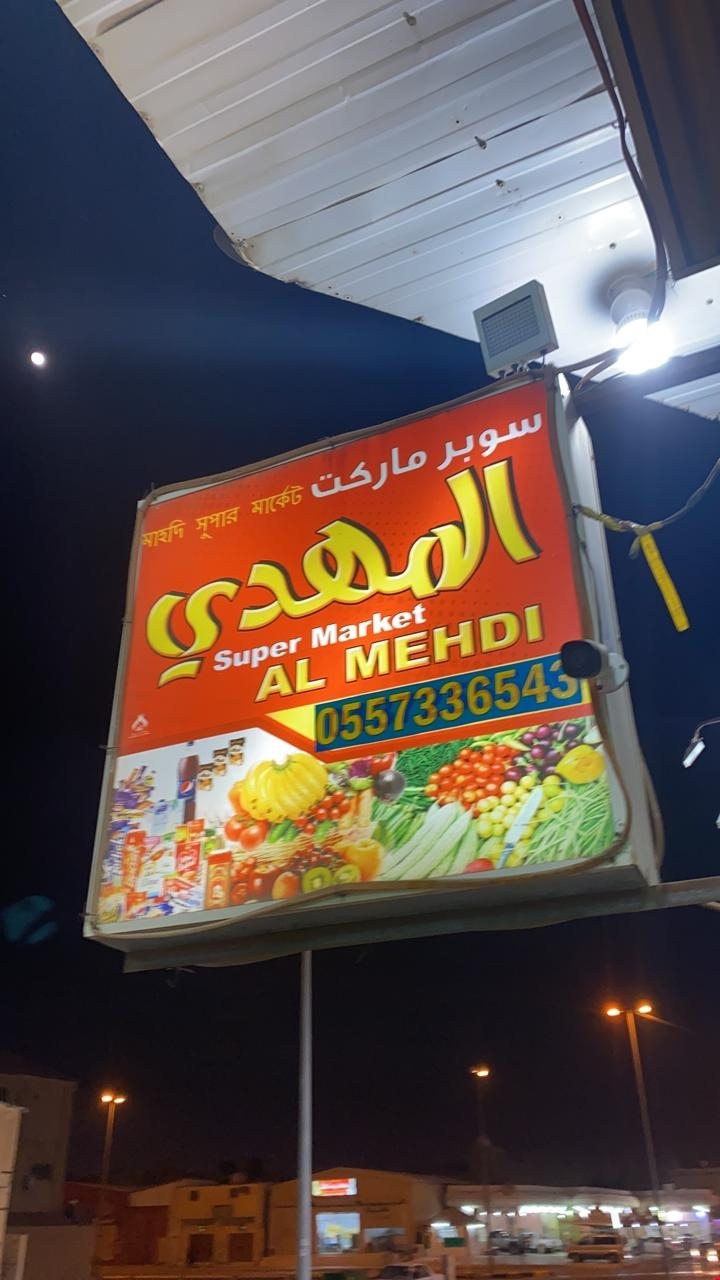 سوبر ماركت
মাহদি সুপার মার্কেট
المهدي
Super Market
AL MEHDI
0557336543